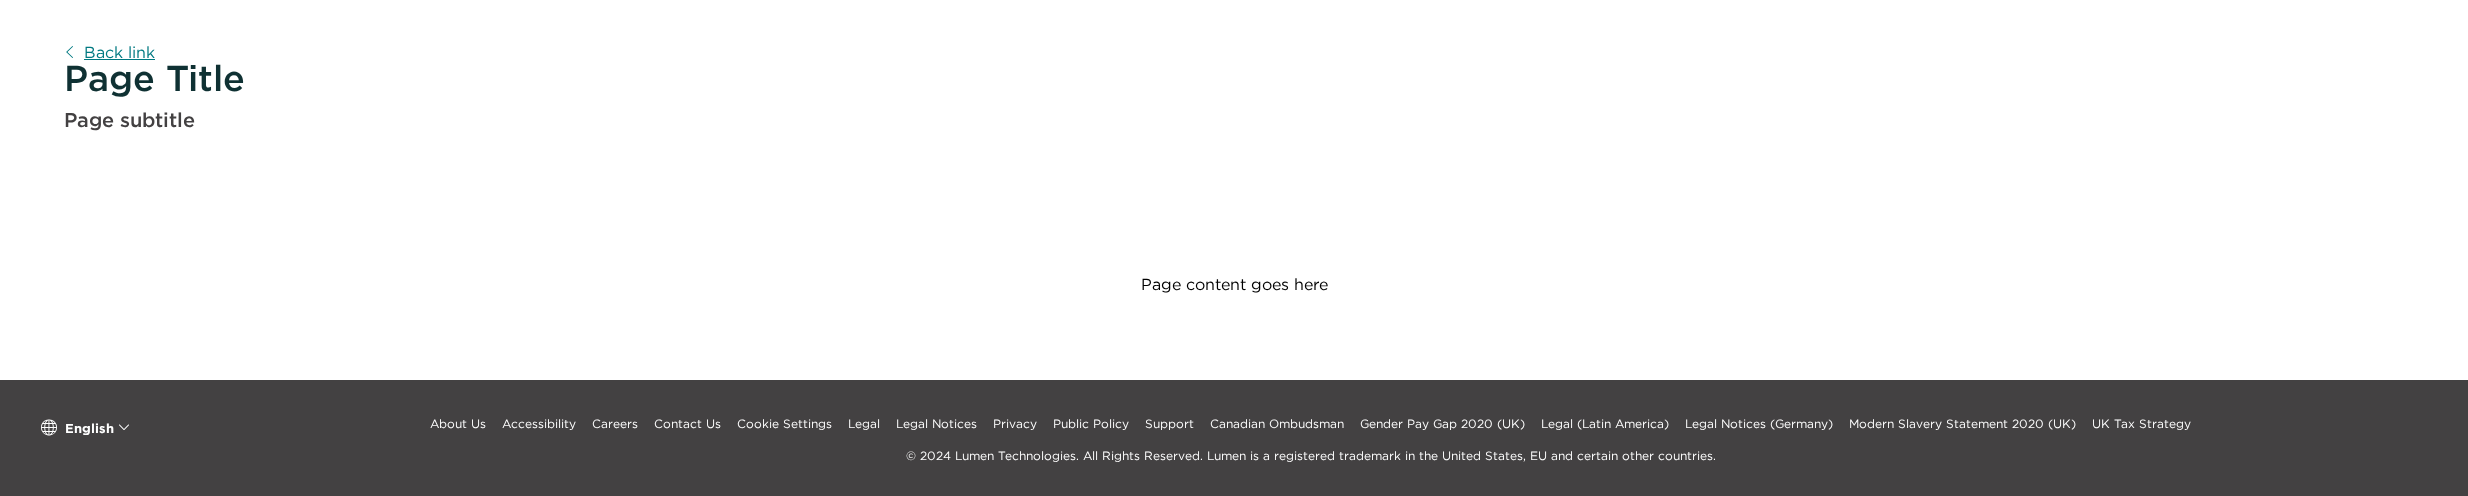 Back link
Page Title
Page subtitle
Page content goes here
English
About Us Accessibility Careers Contact Us Cookie Settings Legal Legal Notices Privacy Public Policy Support Canadian Ombudsman Gender Pay Gap 2020 (UK) Legal (Latin America) Legal Notices (Germany) Modern Slavery Statement 2020 (UK) UK Tax Strategy
© 2024 Lumen Technologies. All Rights Reserved. Lumen is a registered trademark in the United States, EU and certain other countries.